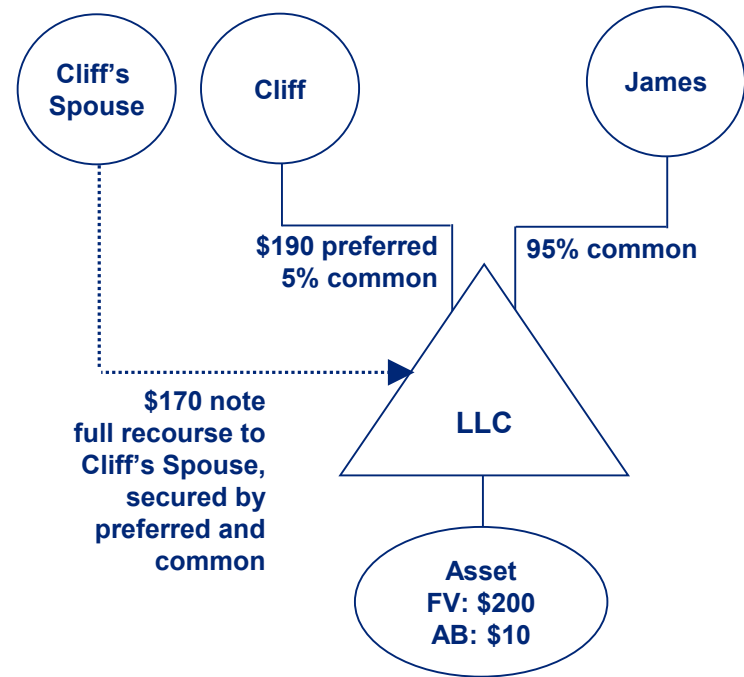 Cliff's
Spouse
Cliff
James
$190 preferred
5% common
95% common
$170 note
full recourse to
Cliff's Spouse,
secured by
preferred and
common
LLC
Asset
FV: $200
AB: $10